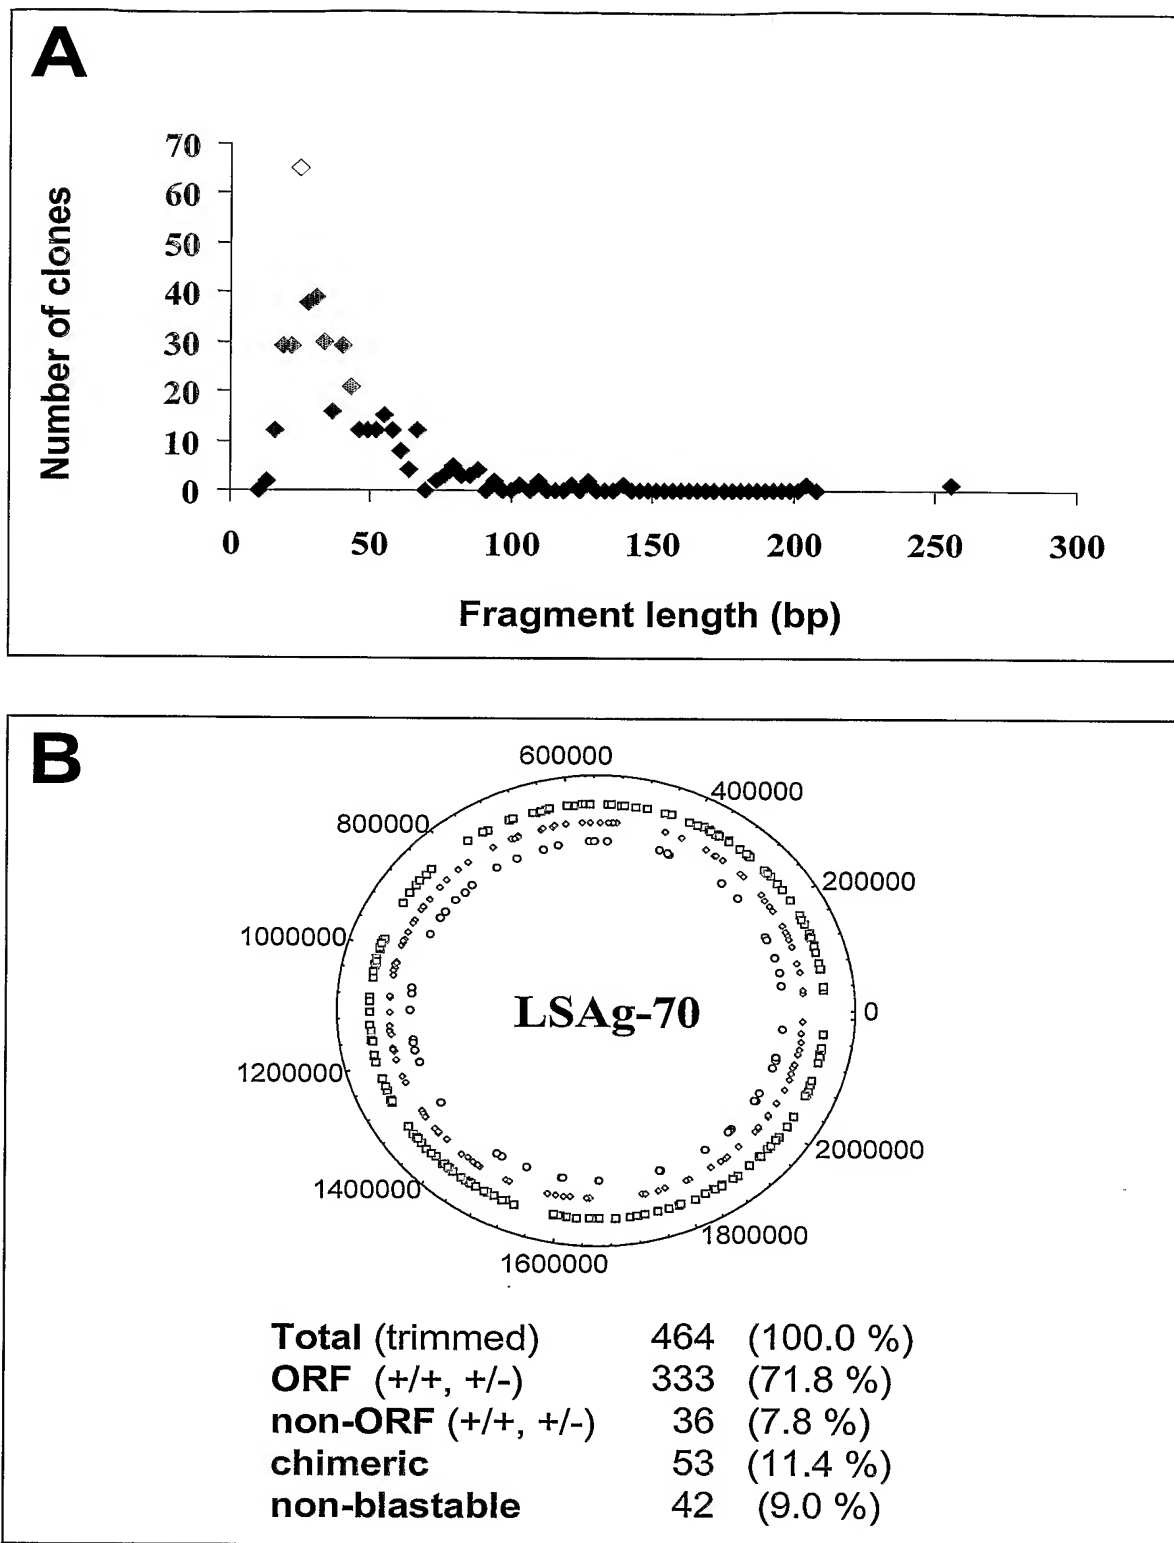 A
70
60
50
40
30
20
10
0
Number of clones
0 50 100 150 200 250 300
Fragment length (bp)
B
600000
400000
800000
200000
1000000
LSAg-70
0
1200000
2000000
1400000
1800000
1600000
Total (trimmed) 464 (100.0 %)
ORF (+/+, +/-) 333 (71.8 %)
non-ORF (+/+, +/-) 36 (7.8 %)
chimeric 53 (11.4 %)
non-blastable 42 (9.0 %)